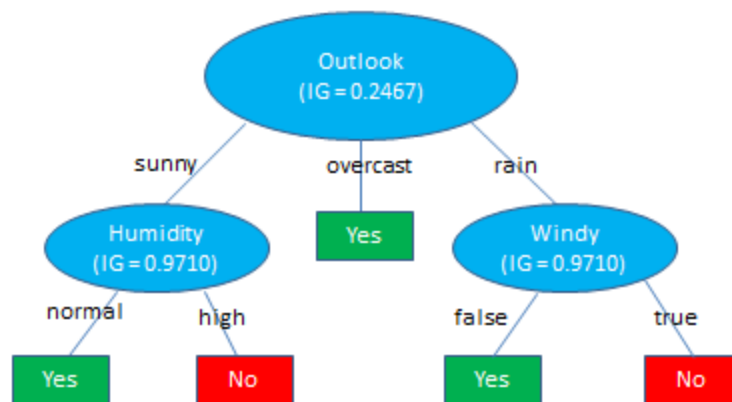 Outlook
(IG = 0.2467)
sunny
overcast
rain
Humidity
(IG = 0.9710)
Yes
Windy
(IG = 0.9710)
normal
high
false
true
Yes
No
Yes
No